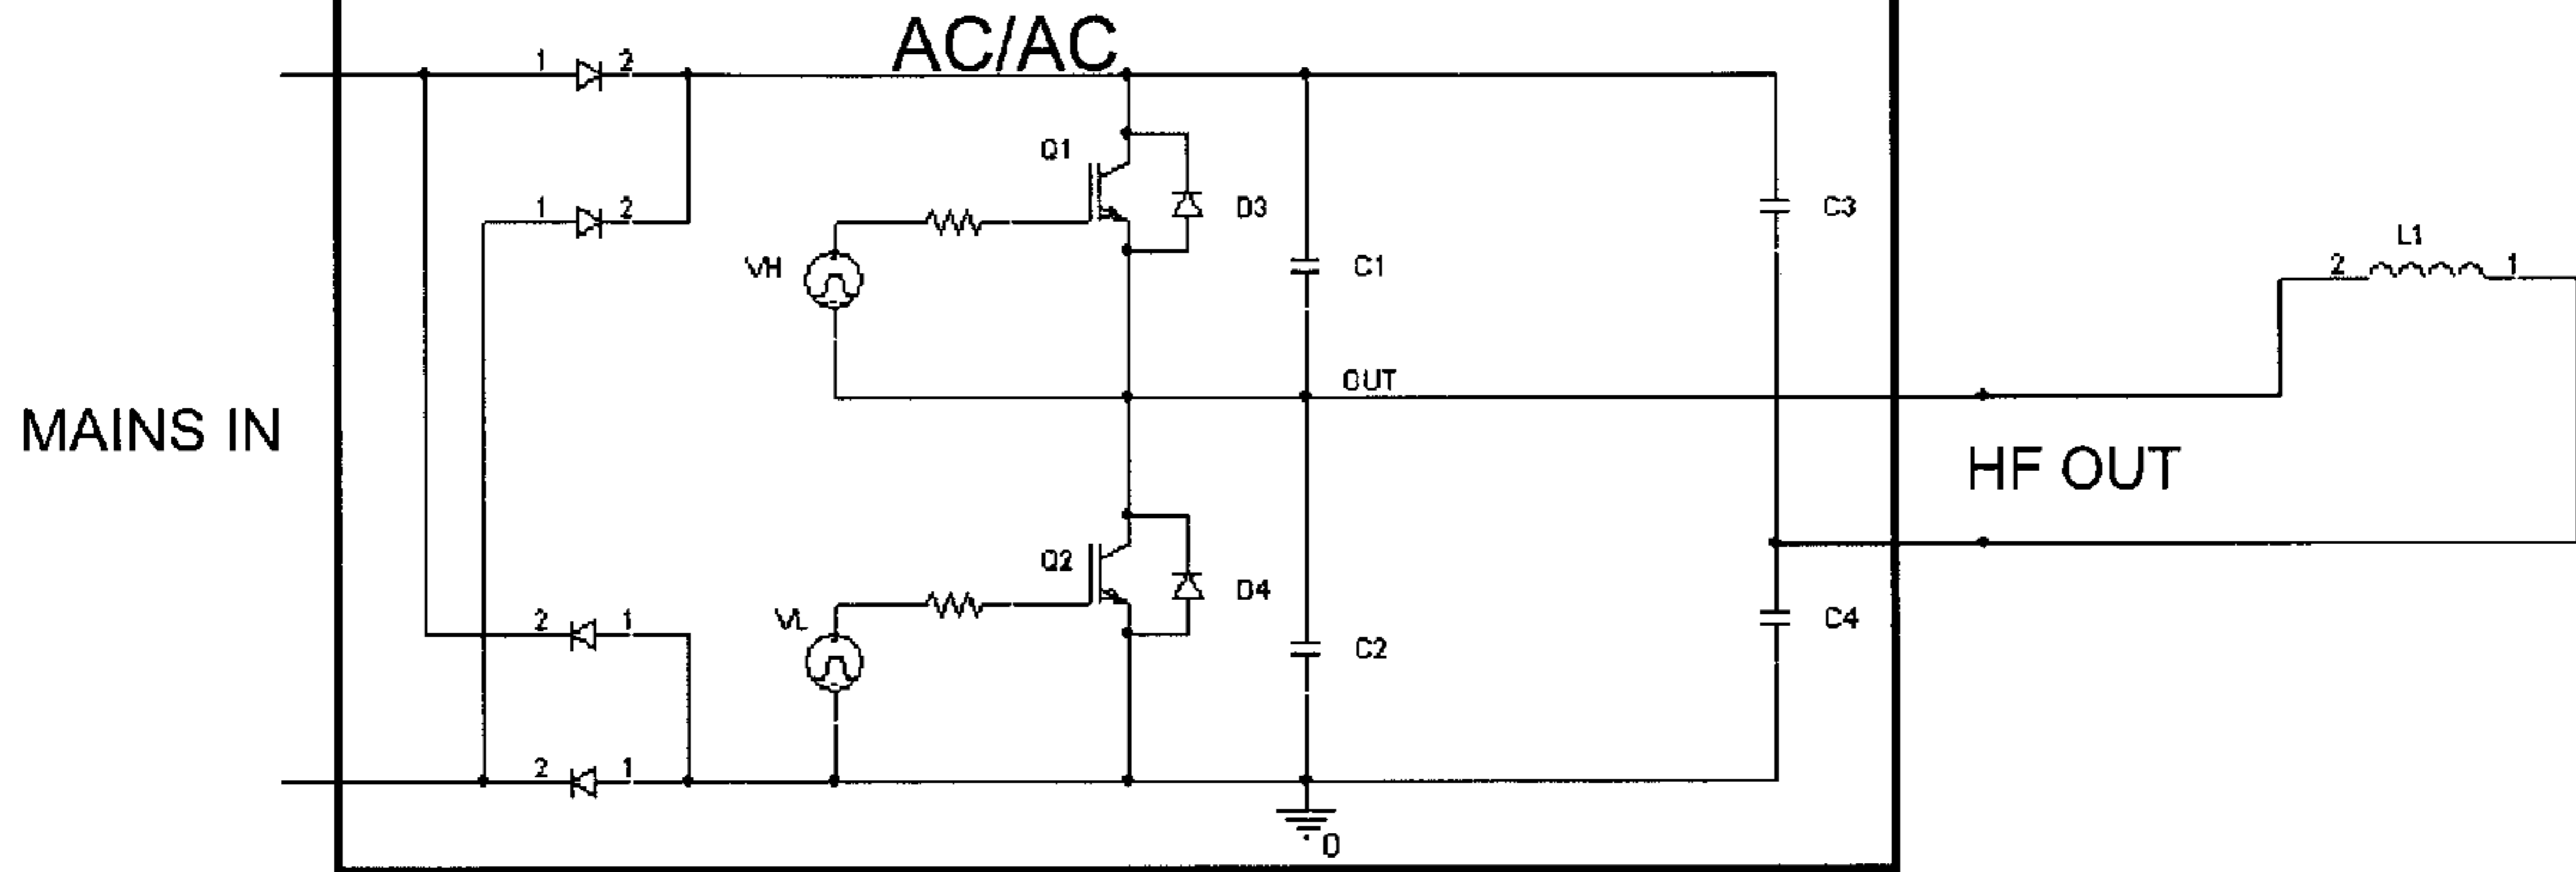 AC/AC
1 2
1 2
Q1
D3
C3
VH
C1
L1
2 1
OUT
MAINS IN
HF OUT
Q2
D4
VL
C4
2 1
C2
2 1
0